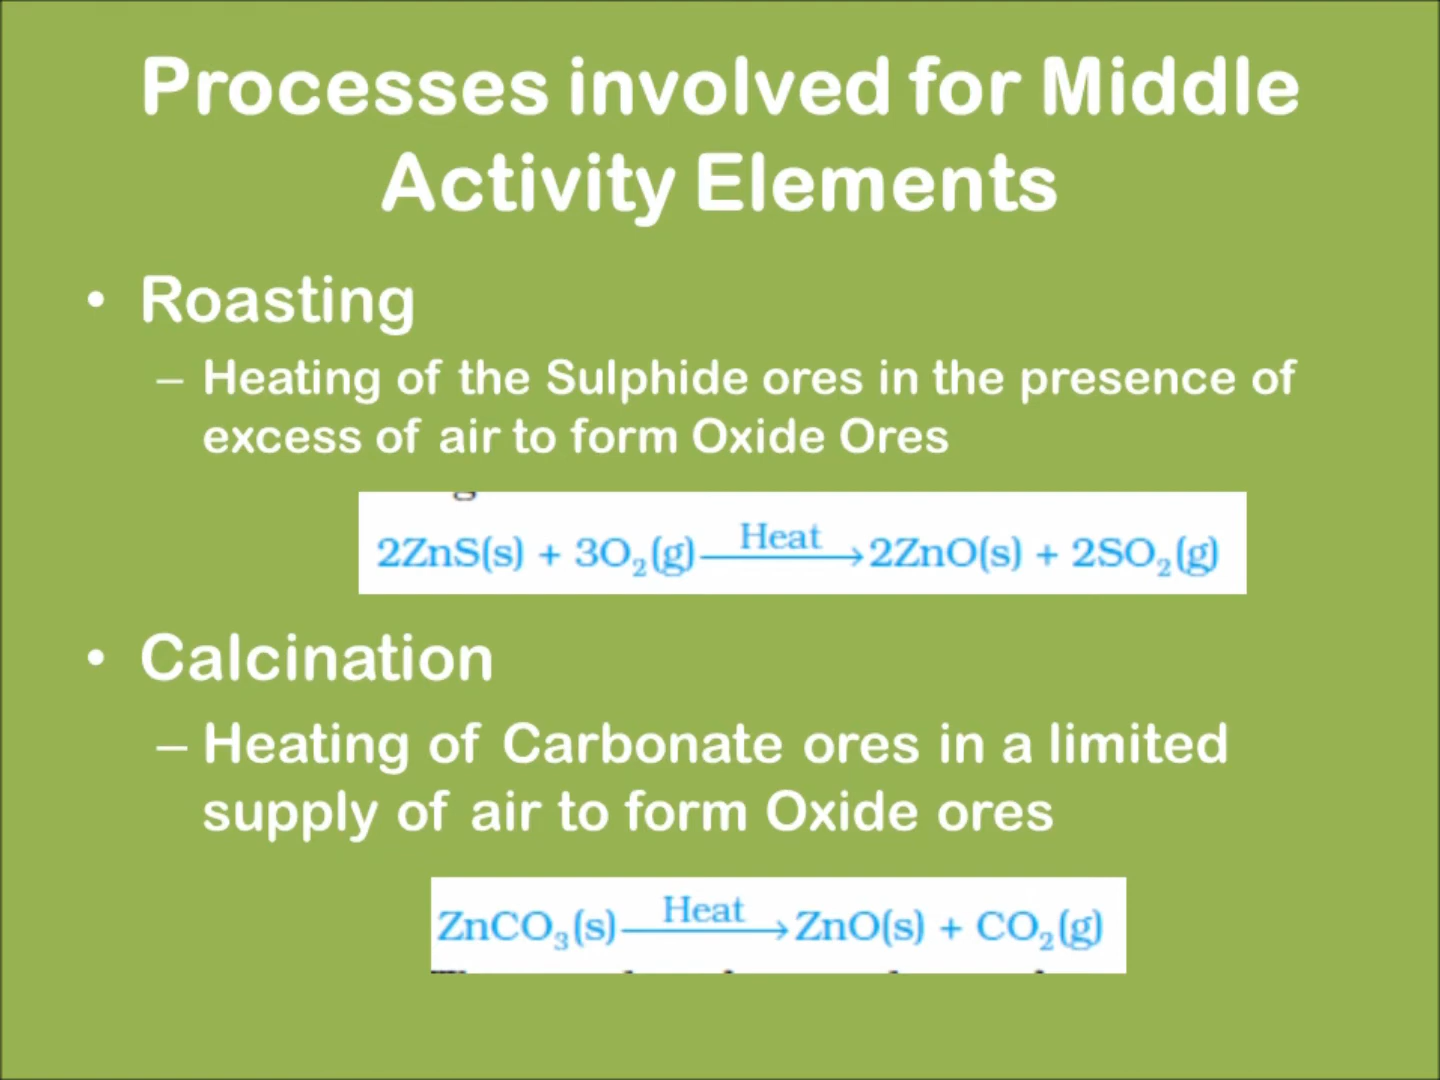 Processes involved for Middle
Activity Elements
• Roasting
– Heating of the Sulphide ores in the presence of
excess of air to form Oxide Ores
2ZnS(s) + 3O₂(g) —Heat→ 2ZnO(s) + 2SO₂(g)
• Calcination
– Heating of Carbonate ores in a limited
supply of air to form Oxide ores
ZnCO₃(s) —Heat→ ZnO(s) + CO₂(g)